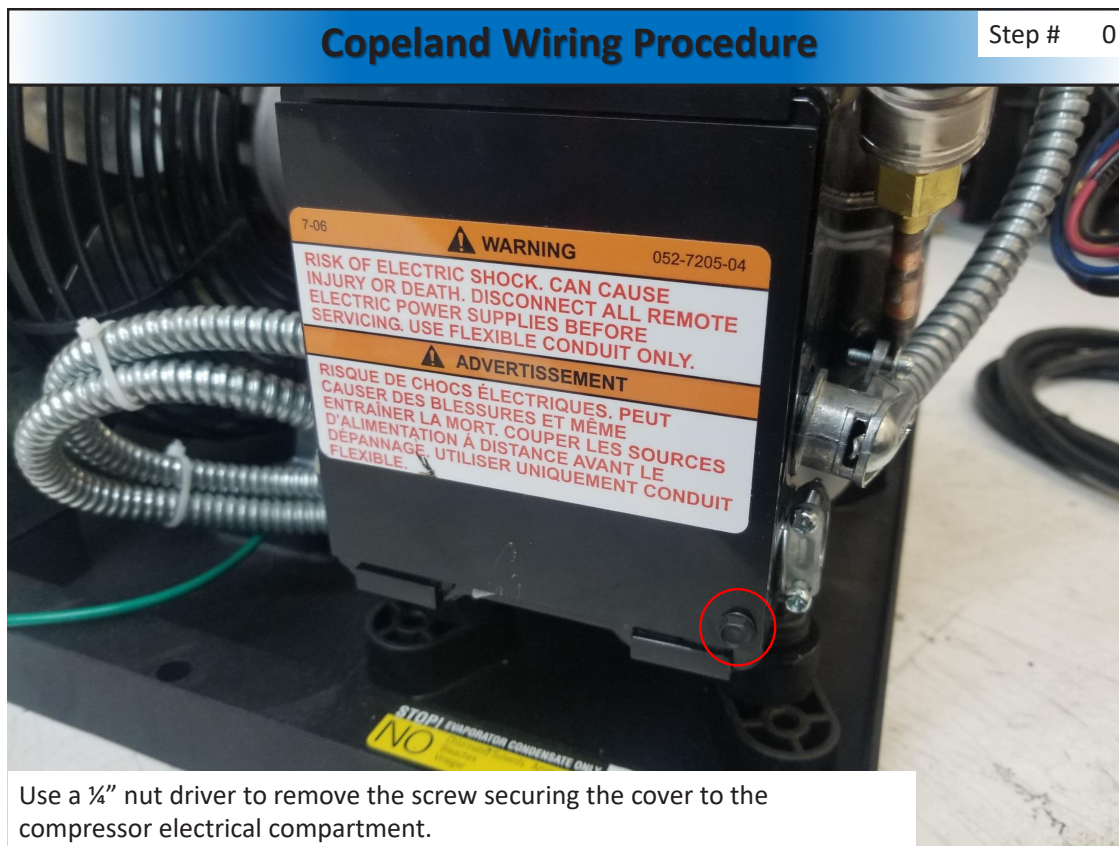 Copeland Wiring Procedure
Step # 0
7-06
WARNING
052-7205-04
RISK OF ELECTRIC SHOCK. CAN CAUSE
INJURY OR DEATH. DISCONNECT ALL REMOTE
ELECTRIC POWER SUPPLIES BEFORE
SERVICING. USE FLEXIBLE CONDUIT ONLY.
ADVERTISSEMENT
RISQUE DE CHOCS ÉLECTRIQUES. PEUT
CAUSER DES BLESSURES ET MÊME
ENTRAÎNER LA MORT. COUPER LES SOURCES
D'ALIMENTATION Á DISTANCE AVANT LE
DÉPANNAGE. UTILISER UNIQUEMENT CONDUIT
FLEXIBLE.
STOP! EVAPORATOR CONDENSATE ONLY
NO
Use a ¼” nut driver to remove the screw securing the cover to the
compressor electrical compartment.